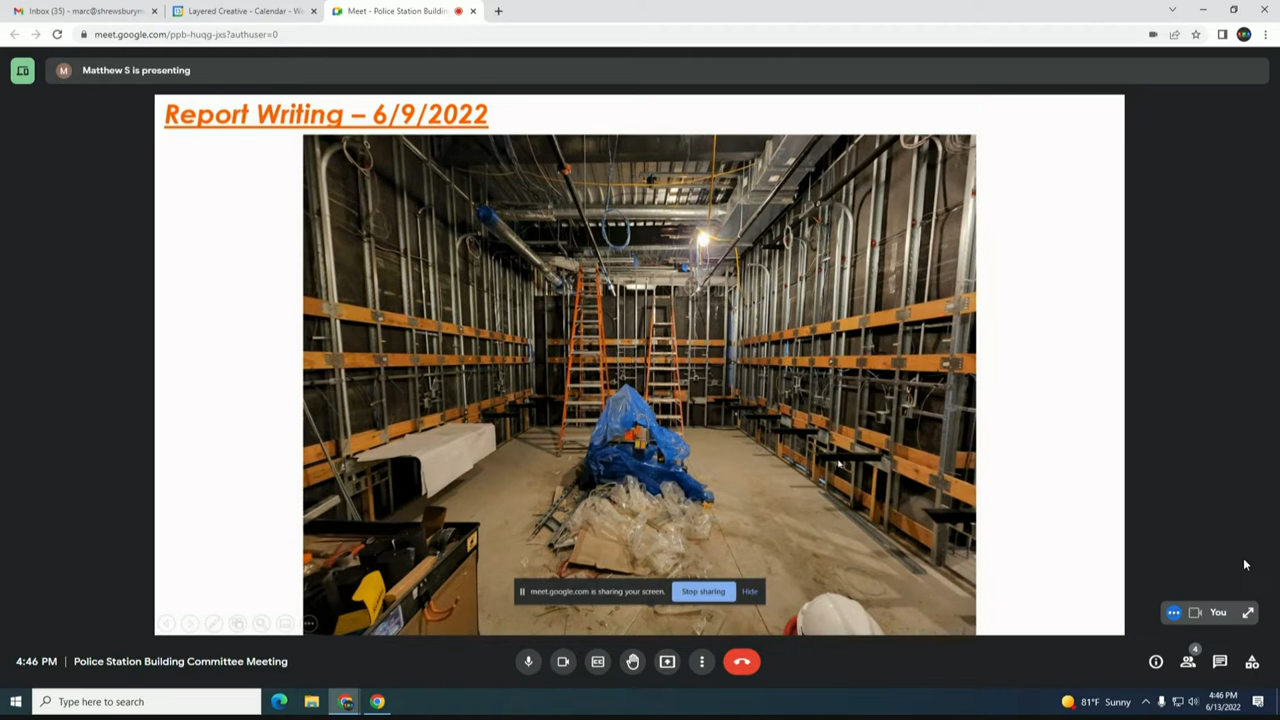 Inbox (35) - marc@shrewsburym
Layered Creative - Calendar - We
Meet - Police Station Buildin
meet.google.com/ppb-huqg-jxs?authuser=0
M
Matthew S is presenting
Report Writing – 6/9/2022
meet.google.com is sharing your screen.
Stop sharing
Hide
You
4:46 PM | Police Station Building Committee Meeting
4
Type here to search
81°F Sunny
4:46 PM
6/13/2022